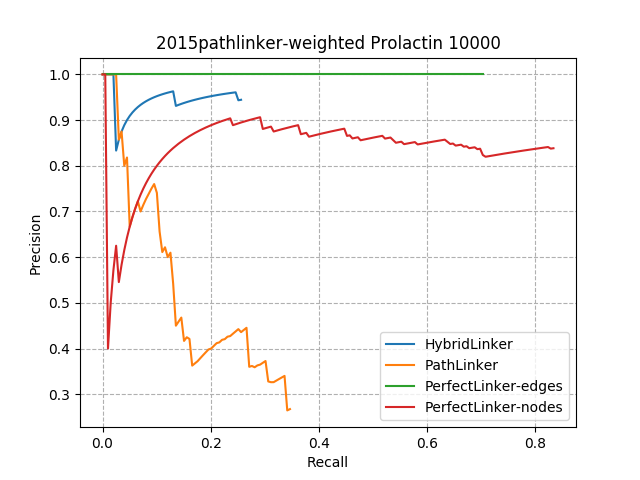 2015pathlinker-weighted Prolactin 10000
1.0
0.9
0.8
0.7
0.6
0.5
0.4
0.3
Precision
0.0
0.2
0.4
0.6
0.8
Recall
HybridLinker
PathLinker
PerfectLinker-edges
PerfectLinker-nodes